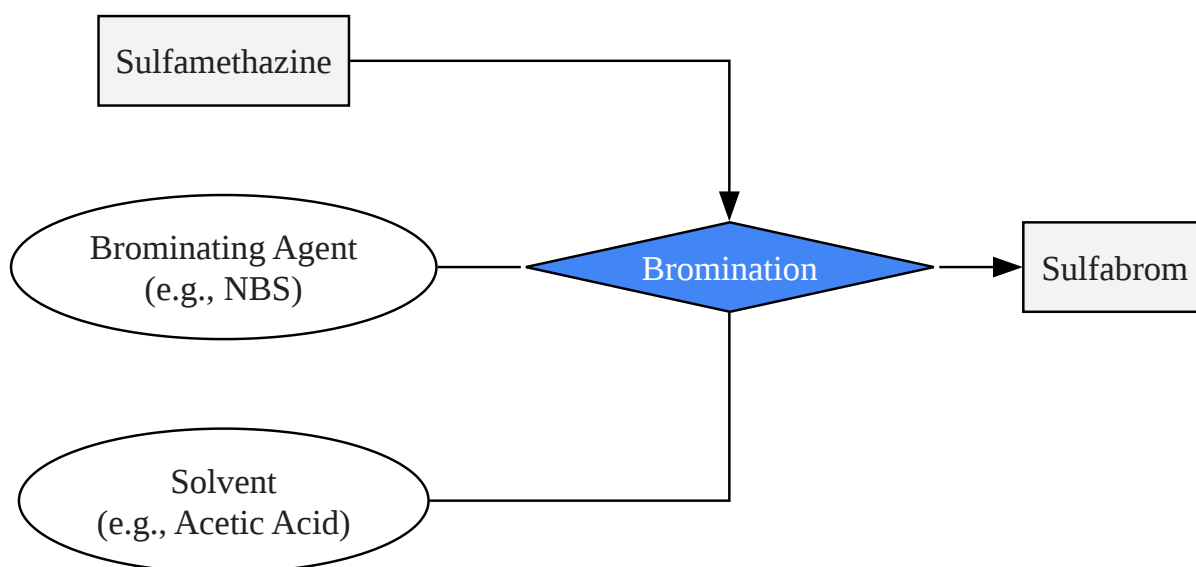 Sulfamethazine
Brominating Agent
(e.g., NBS)
Bromination
Sulfabrom
Solvent
(e.g., Acetic Acid)